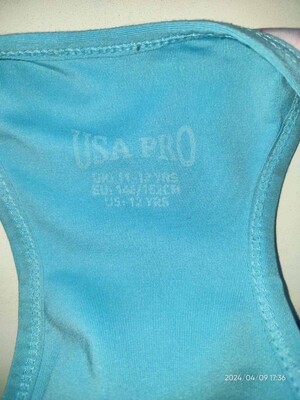 USA PRO
UK: 11-12 YRS
EU: 146/152CM
US: 12 YRS
2024/04/09 17:36